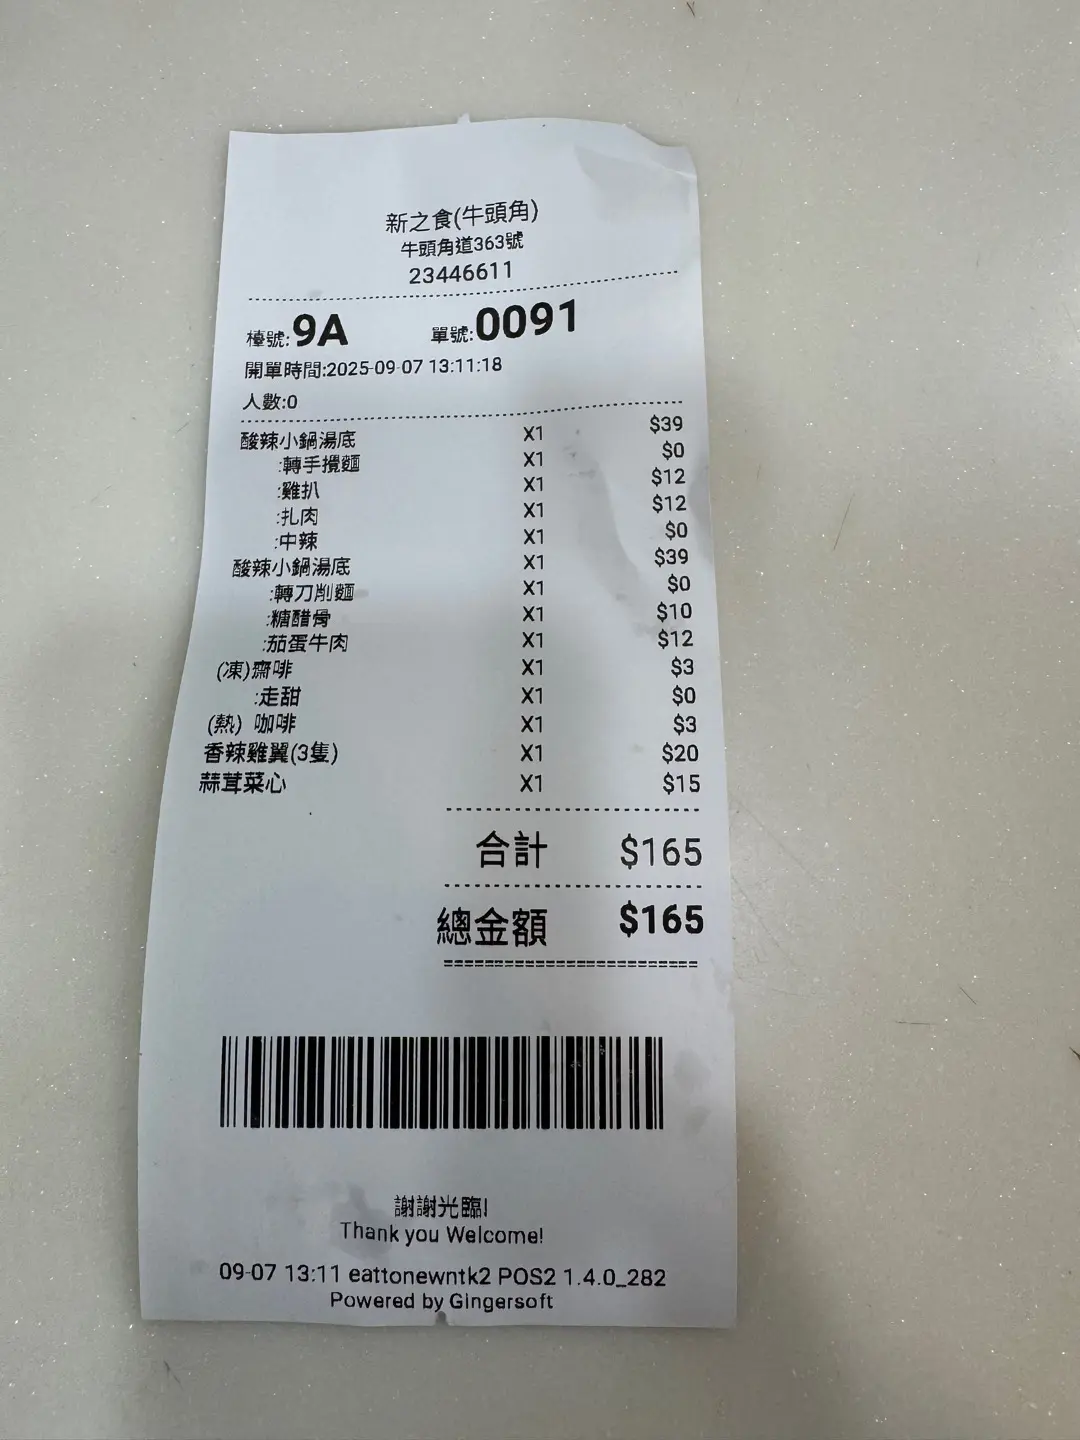 新之食(牛頭角)
牛頭角道363號
23446611
檯號:9A 單號:0091
開單時間:2025-09-07 13:11:18
人數:0
酸辣小鍋湯底 X1 $39
:轉手攪麵 X1 $0
:雞扒 X1 $12
:扎肉 X1 $12
:中辣 X1 $0
酸辣小鍋湯底 X1 $39
:轉刀削麵 X1 $0
:糖醋骨 X1 $10
:茄蛋牛肉 X1 $12
(凍)齋啡 X1 $3
:走甜 X1 $0
(熱) 咖啡 X1 $3
香辣雞翼(3隻) X1 $20
蒜茸菜心 X1 $15
合計 $165
總金額 $165
謝謝光臨!
Thank you Welcome!
09-07 13:11 eattonewntk2 POS2 1.4.0_282
Powered by Gingersoft